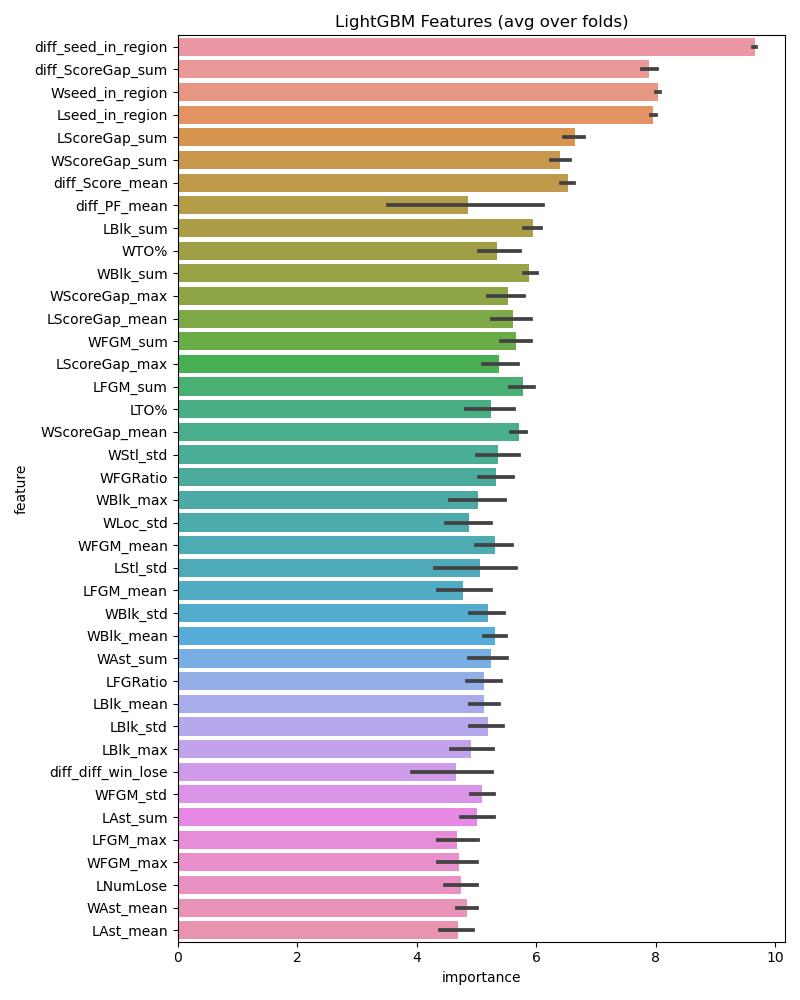 LightGBM Features (avg over folds)
diff_seed_in_region
diff_ScoreGap_sum
Wseed_in_region
Lseed_in_region
LScoreGap_sum
WScoreGap_sum
diff_Score_mean
diff_PF_mean
LBlk_sum
WTO%
WBlk_sum
WScoreGap_max
LScoreGap_mean
WFGM_sum
LScoreGap_max
LFGM_sum
LTO%
WScoreGap_mean
WStl_std
WFGRatio
WBlk_max
WLoc_std
WFGM_mean
LStl_std
LFGM_mean
WBlk_std
WBlk_mean
WAst_sum
LFGRatio
LBlk_mean
LBlk_std
LBlk_max
diff_diff_win_lose
WFGM_std
LAst_sum
LFGM_max
WFGM_max
LNumLose
WAst_mean
LAst_mean
feature
0 2 4 6 8 10
importance